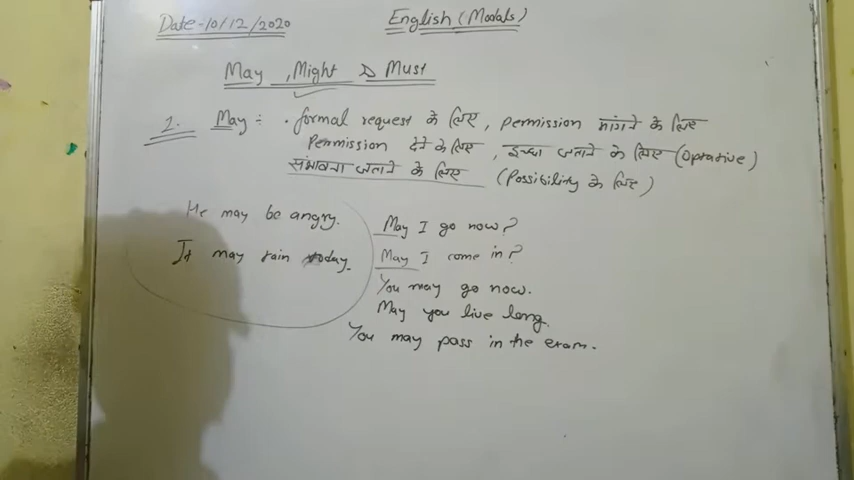 Date-10/12/2020
English (Modals)
May , Might & Must
1. May :- . formal request के लिए, permission मांगने के लिए
Permission देने के लिए, इच्छा जताने के लिए (Optative)
संभावना जताने के लिए (Possibility के लिए)
He may be angry.
It may rain today.
May I go now?
May I come in?
You may go now.
May you live long.
You may pass in the exam.